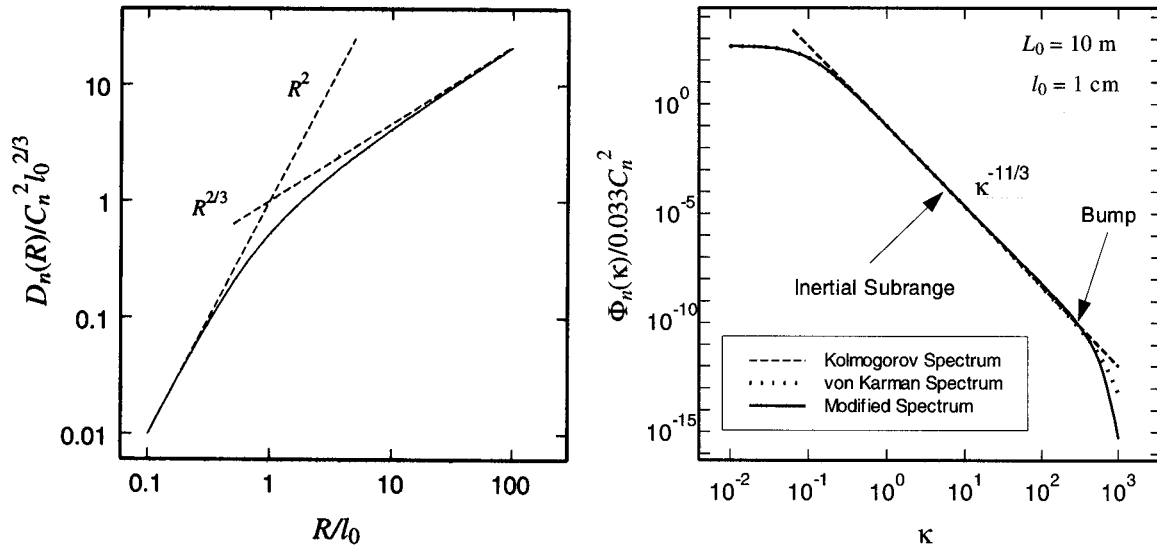 10
1
0.1
0.01
0.1
1
10
100
D_n(R)/C_n^2 l_0^{2/3}
R/l_0
R^2
R^{2/3}
10^0
10^{-5}
10^{-10}
10^{-15}
10^{-2}
10^{-1}
10^0
10^1
10^2
10^3
Φ_n(κ)/0.033C_n^2
κ
L_0 = 10 m
l_0 = 1 cm
κ^{-11/3}
Bump
Inertial Subrange
Kolmogorov Spectrum
von Karman Spectrum
Modified Spectrum